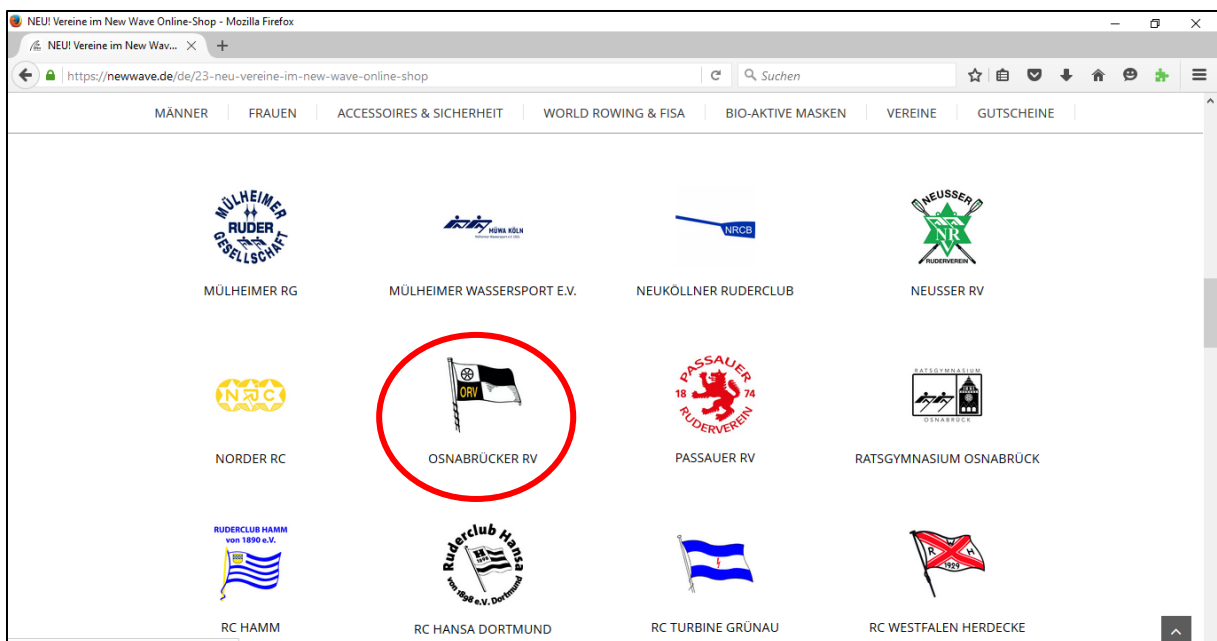 NEU! Vereine im New Wave Online-Shop - Mozilla Firefox
NEU! Vereine im New Wav...
https://newwave.de/de/23-neu-vereine-im-new-wave-online-shop
Suchen
MÄNNER FRAUEN ACCESSOIRES & SICHERHEIT WORLD ROWING & FISA BIO-AKTIVE MASKEN VEREINE GUTSCHEINE
MÜLHEIMER
RUDER
GESELLSCHAFT
MÜWA KÖLN
NRCB
NEUSSER
NR
RUDERVEREIN
MÜLHEIMER RG MÜLHEIMER WASSERSPORT E.V. NEUKÖLLNER RUDERCLUB NEUSSER RV
NRC
ORV
PASSAUER
18 74
RUDERVEREIN
RATSGYMNASIUM
OSNABRÜCK
NORDER RC OSNABRÜCKER RV PASSAUER RV RATSGYMNASIUM OSNABRÜCK
RUDERCLUB HAMM
von 1890 e.V.
Ruderclub Hansa
H
1898
von 1898 e.V. Dortmund
R W H
1929
RC HAMM RC HANSA DORTMUND RC TURBINE GRÜNAU RC WESTFALEN HERDECKE